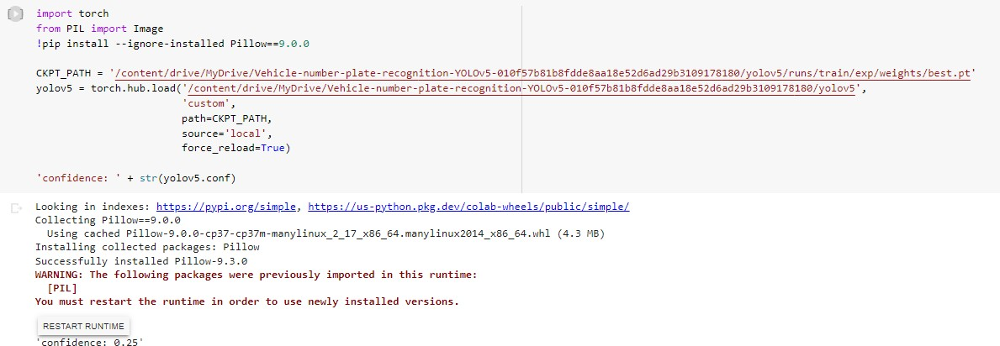 import torch
from PIL import Image
!pip install --ignore-installed Pillow==9.0.0
CKPT_PATH = '/content/drive/MyDrive/Vehicle-number-plate-recognition-YOLOv5-010f57b81b8fdde8aa18e52d6ad29b3109178180/yolov5/runs/train/exp/weights/best.pt'
yolov5 = torch.hub.load('/content/drive/MyDrive/Vehicle-number-plate-recognition-YOLOv5-010f57b81b8fdde8aa18e52d6ad29b3109178180/yolov5',
'custom',
path=CKPT_PATH,
source='local',
force_reload=True)
'confidence: ' + str(yolov5.conf)
Looking in indexes: https://pypi.org/simple, https://us-python.pkg.dev/colab-wheels/public/simple/
Collecting Pillow==9.0.0
Using cached Pillow-9.0.0-cp37-cp37m-manylinux_2_17_x86_64.manylinux2014_x86_64.whl (4.3 MB)
Installing collected packages: Pillow
Successfully installed Pillow-9.3.0
WARNING: The following packages were previously imported in this runtime:
[PIL]
You must restart the runtime in order to use newly installed versions.
RESTART RUNTIME
'confidence: 0.25'